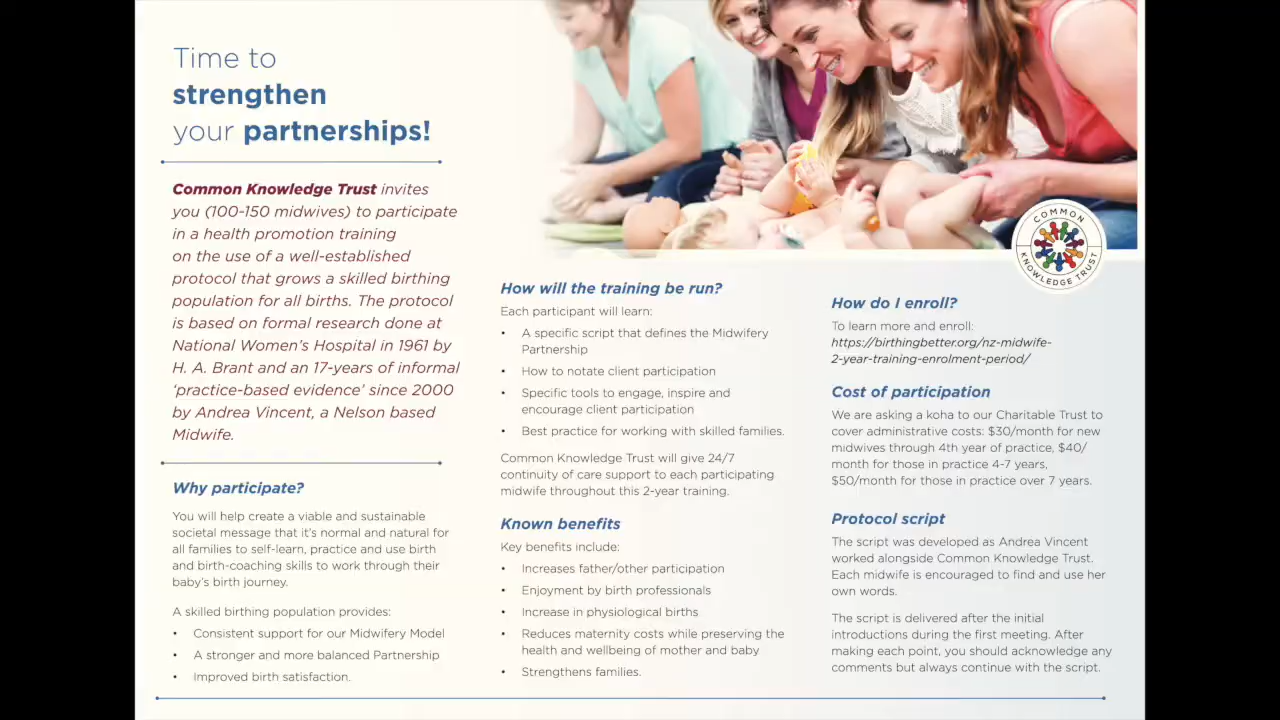 Time to
strengthen
your partnerships!
Common Knowledge Trust invites
you (100-150 midwives) to participate
in a health promotion training
on the use of a well-established
protocol that grows a skilled birthing
population for all births. The protocol
is based on formal research done at
National Women's Hospital in 1961 by
H. A. Brant and an 17-years of informal
'practice-based evidence' since 2000
by Andrea Vincent, a Nelson based
Midwife.
Why participate?
You will help create a viable and sustainable
societal message that it's normal and natural for
all families to self-learn, practice and use birth
and birth-coaching skills to work through their
baby's birth journey.
A skilled birthing population provides:
• Consistent support for our Midwifery Model
• A stronger and more balanced Partnership
• Improved birth satisfaction.
How will the training be run?
Each participant will learn:
• A specific script that defines the Midwifery
Partnership
• How to notate client participation
• Specific tools to engage, inspire and
encourage client participation
• Best practice for working with skilled families.
Common Knowledge Trust will give 24/7
continuity of care support to each participating
midwife throughout this 2-year training.
Known benefits
Key benefits include:
• Increases father/other participation
• Enjoyment by birth professionals
• Increase in physiological births
• Reduces maternity costs while preserving the
health and wellbeing of mother and baby
• Strengthens families.
COMMON
KNOWLEDGE TRUST
How do I enroll?
To learn more and enroll:
https://birthingbetter.org/nz-midwife-
2-year-training-enrolment-period/
Cost of participation
We are asking a koha to our Charitable Trust to
cover administrative costs: $30/month for new
midwives through 4th year of practice, $40/
month for those in practice 4-7 years,
$50/month for those in practice over 7 years.
Protocol script
The script was developed as Andrea Vincent
worked alongside Common Knowledge Trust.
Each midwife is encouraged to find and use her
own words.
The script is delivered after the initial
introductions during the first meeting. After
making each point, you should acknowledge any
comments but always continue with the script.